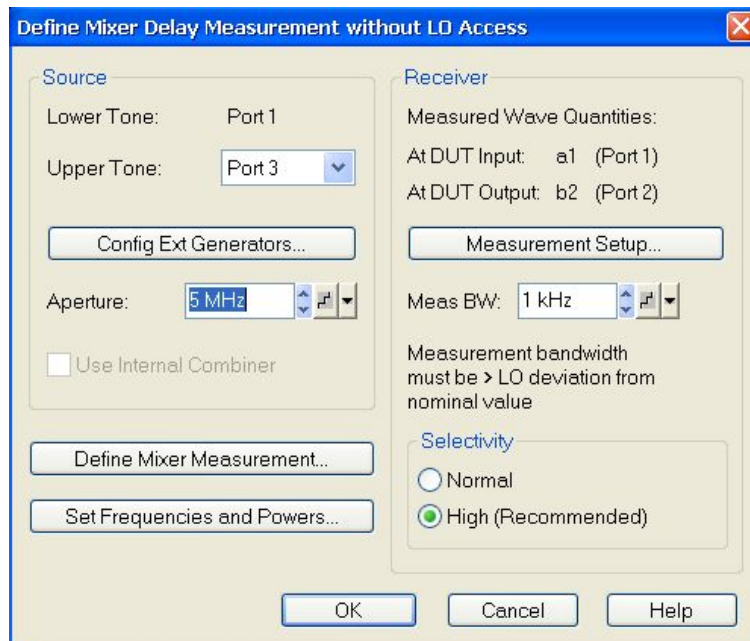 Define Mixer Delay Measurement without LO Access
Source
Lower Tone: Port 1
Upper Tone: Port 3
Config Ext Generators...
Aperture: 5 MHz
Use Internal Combiner
Define Mixer Measurement...
Set Frequencies and Powers...
Receiver
Measured Wave Quantities:
At DUT Input: a1 (Port 1)
At DUT Output: b2 (Port 2)
Measurement Setup...
Meas BW: 1 kHz
Measurement bandwidth
must be > LO deviation from
nominal value
Selectivity
Normal
High (Recommended)
OK Cancel Help